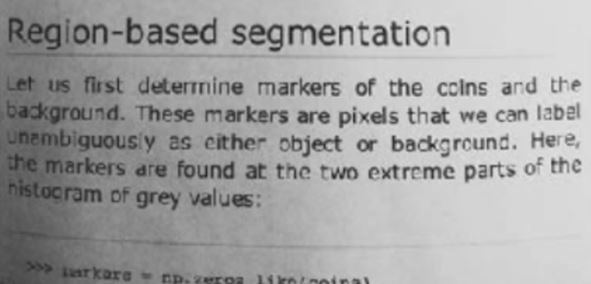 Region-based segmentation
Let us first determine markers of the coins and the
background. These markers are pixels that we can label
unambiguously as either object or background. Here,
the markers are found at the two extreme parts of the
histogram of grey values:
>>> markers = np.zeros_like(coins)